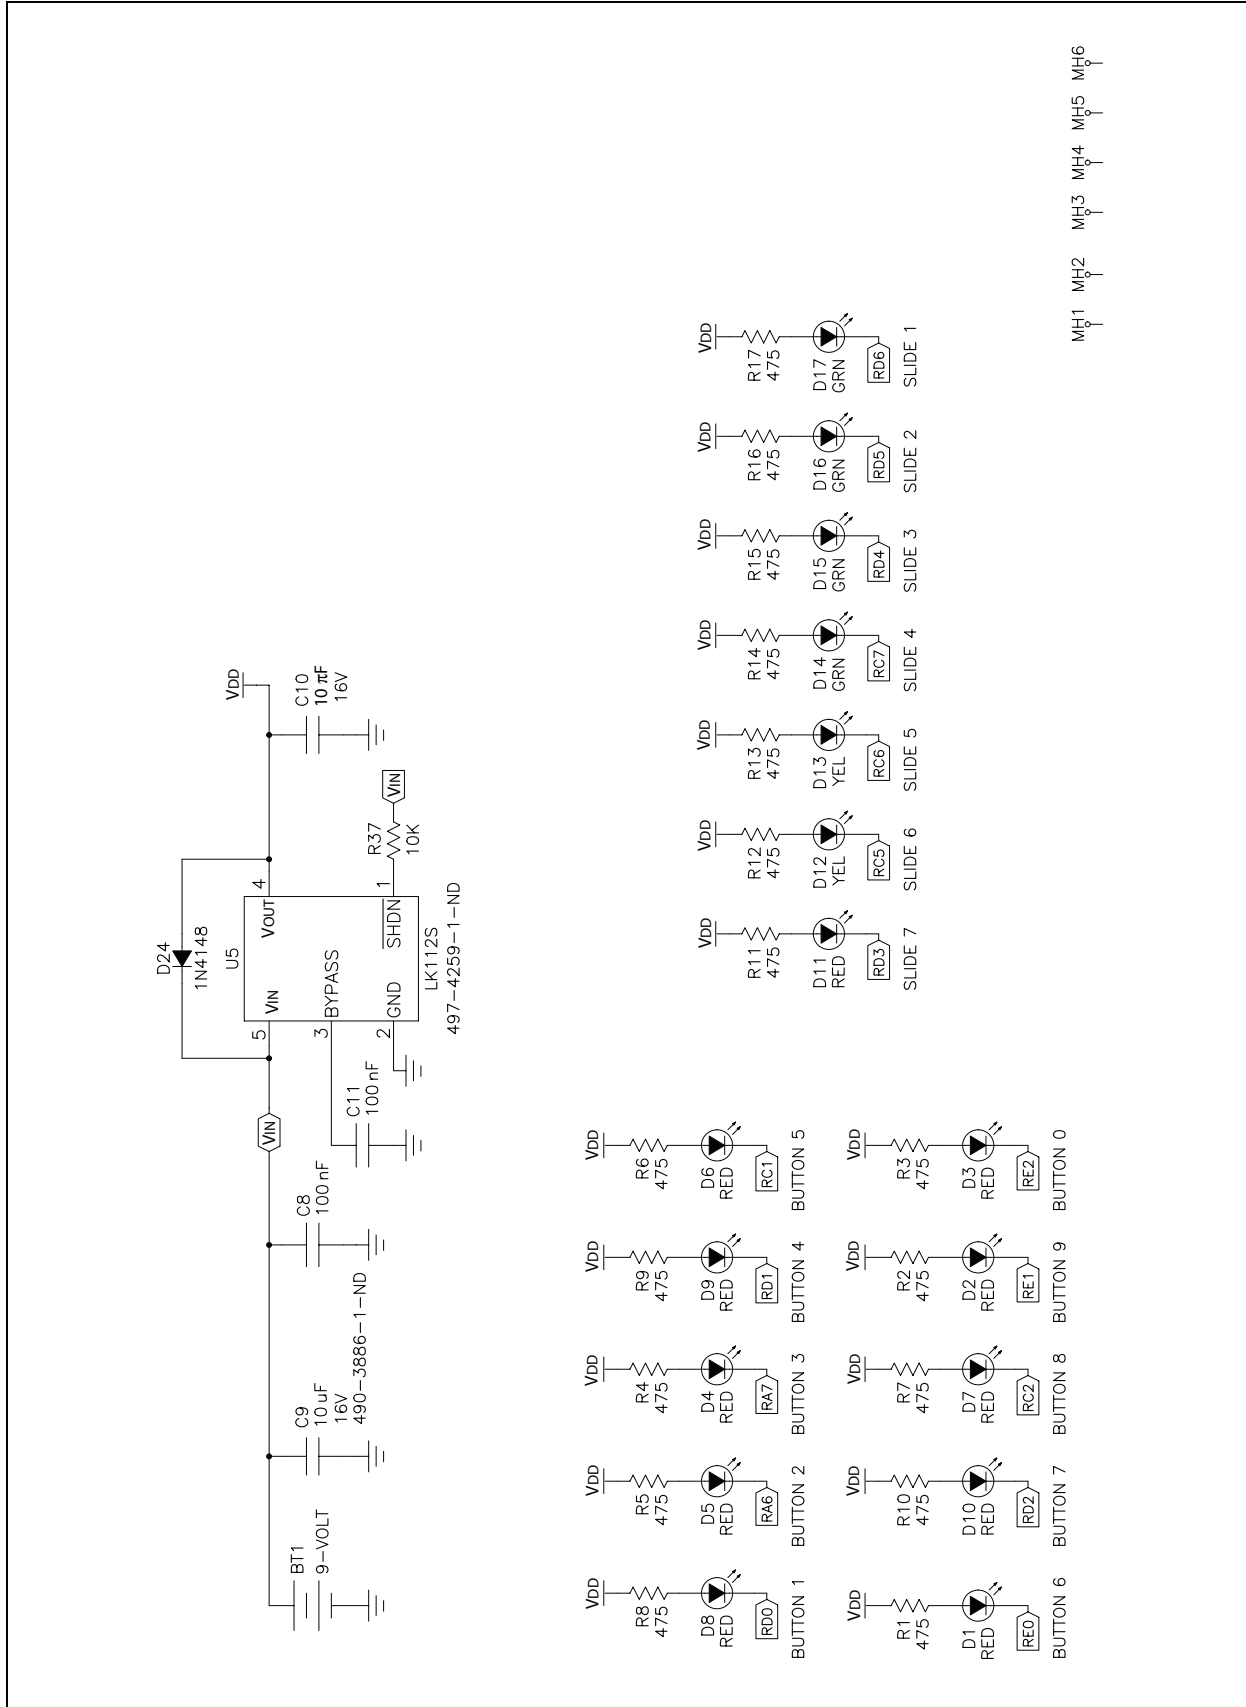 BT1
9-VOLT
C9
10 uF
16V
490-3886-1-ND
C8
100 nF
VIN
C11
100 nF
D24
1N4148
U5
5
VIN
VOUT
4
3
BYPASS
2
GND
SHDN
1
LK112S
497-4259-1-ND
R37
10K
VIN
VDD
C10
10 πF
16V
VDD
R8
475
D8
RED
RD0
BUTTON 1
VDD
R5
475
D5
RED
RA6
BUTTON 2
VDD
R4
475
D4
RED
RA7
BUTTON 3
VDD
R9
475
D9
RED
RD1
BUTTON 4
VDD
R6
475
D6
RED
RC1
BUTTON 5
VDD
R1
475
D1
RED
RE0
BUTTON 6
VDD
R10
475
D10
RED
RD2
BUTTON 7
VDD
R7
475
D7
RED
RC2
BUTTON 8
VDD
R2
475
D2
RED
RE1
BUTTON 9
VDD
R3
475
D3
RED
RE2
BUTTON 0
VDD
R11
475
D11
RED
RD3
SLIDE 7
VDD
R12
475
D12
YEL
RC5
SLIDE 6
VDD
R13
475
D13
YEL
RC6
SLIDE 5
VDD
R14
475
D14
GRN
RC7
SLIDE 4
VDD
R15
475
D15
GRN
RD4
SLIDE 3
VDD
R16
475
D16
GRN
RD5
SLIDE 2
VDD
R17
475
D17
GRN
RD6
SLIDE 1
MH1
MH2
MH3
MH4
MH5
MH6